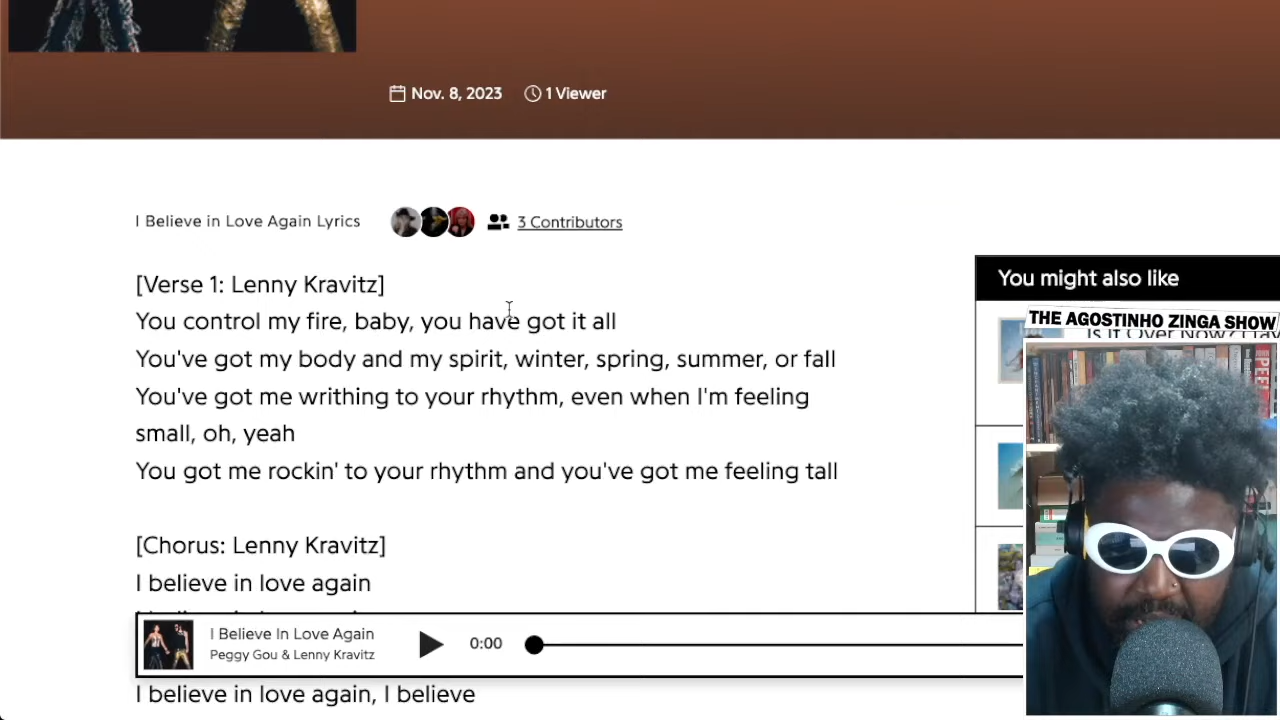 Nov. 8, 2023
1 Viewer
I Believe in Love Again Lyrics
3 Contributors
[Verse 1: Lenny Kravitz]
You control my fire, baby, you have got it all
You've got my body and my spirit, winter, spring, summer, or fall
You've got me writhing to your rhythm, even when I'm feeling
small, oh, yeah
You got me rockin' to your rhythm and you've got me feeling tall
[Chorus: Lenny Kravitz]
I believe in love again
I Believe In Love Again
Peggy Gou & Lenny Kravitz
0:00
I believe in love again, I believe
You might also like
THE AGOSTINHO ZINGA SHOW
Is It Over Now?